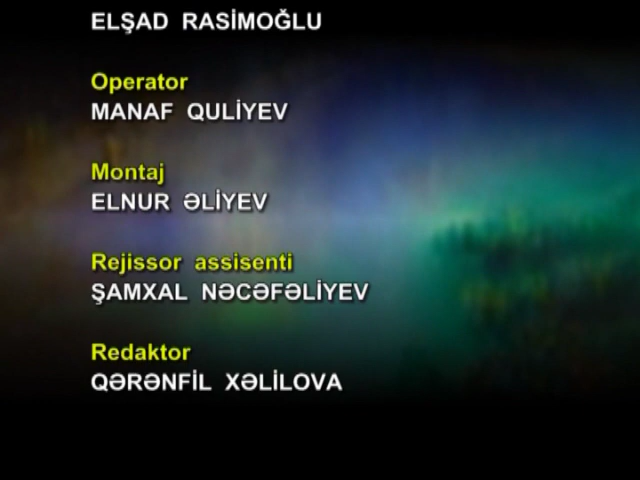 ELŞAD RASİMOĞLU
Operator
MANAF QULİYEV
Montaj
ELNUR ƏLİYEV
Rejissor assisenti
ŞAMXAL NƏCƏFƏLİYEV
Redaktor
QƏRƏNFİL XƏLİLOVA